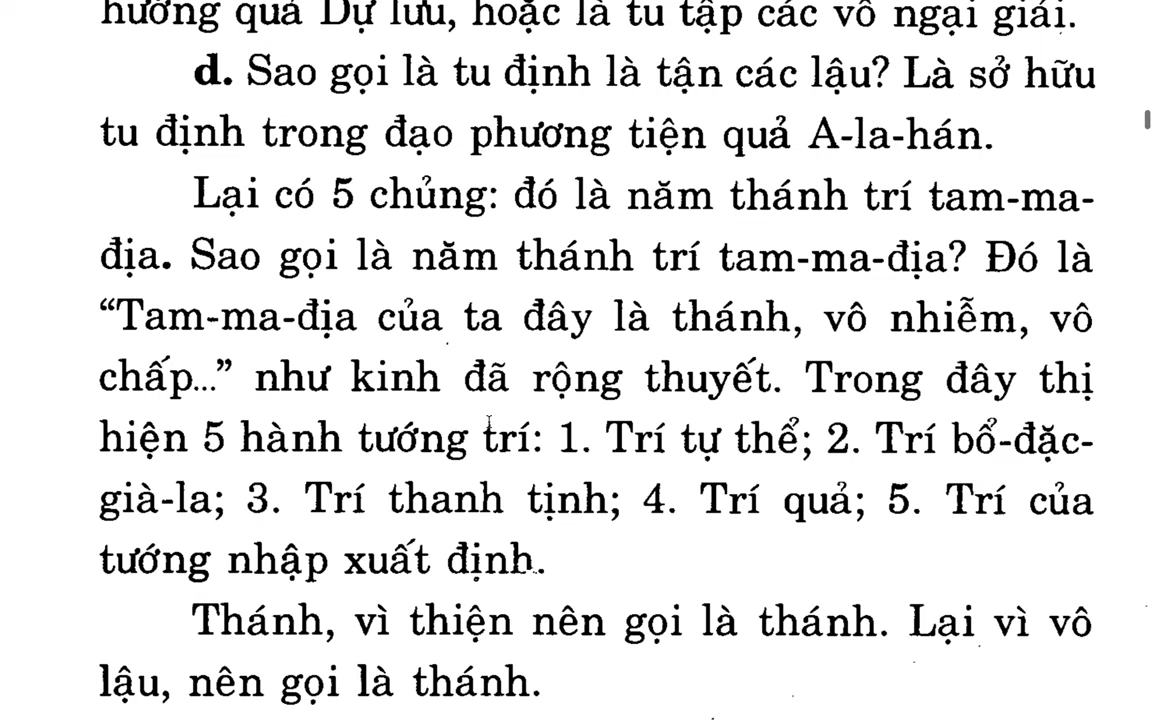 hướng quả Dự lưu, hoặc là tu tập các vô ngại giải.
d. Sao gọi là tu định là tận các lậu? Là sở hữu
tu định trong đạo phương tiện quả A-la-hán.
Lại có 5 chủng: đó là năm thánh trí tam-ma-
địa. Sao gọi là năm thánh trí tam-ma-địa? Đó là
“Tam-ma-địa của ta đây là thánh, vô nhiễm, vô
chấp...” như kinh đã rộng thuyết. Trong đây thị
hiện 5 hành tướng trí: 1. Trí tự thể; 2. Trí bổ-đặc-
già-la; 3. Trí thanh tịnh; 4. Trí quả; 5. Trí của
tướng nhập xuất định.
Thánh, vì thiện nên gọi là thánh. Lại vì vô
lậu, nên gọi là thánh.